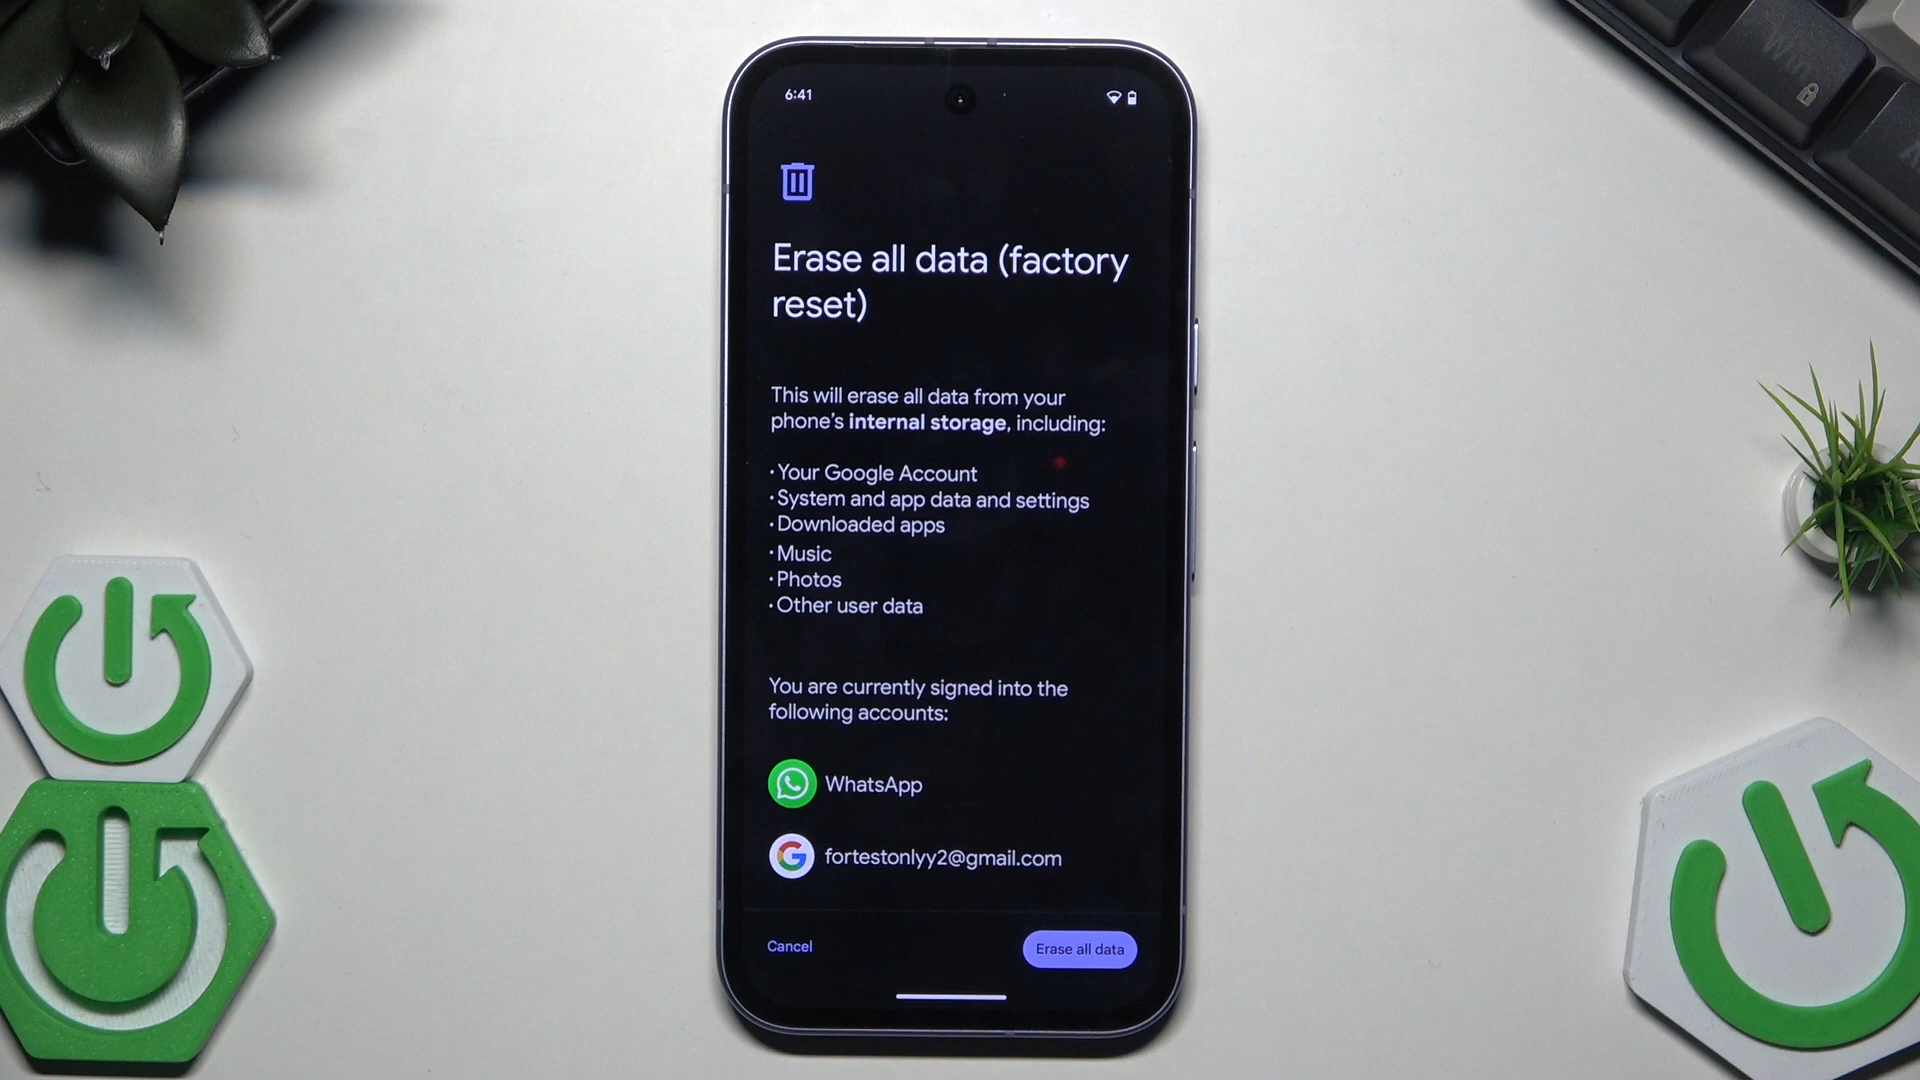 6:41
Erase all data (factory
reset)
This will erase all data from your
phone's internal storage, including:
• Your Google Account
• System and app data and settings
• Downloaded apps
• Music
• Photos
• Other user data
You are currently signed into the
following accounts:
WhatsApp
fortestonlyy2@gmail.com
Cancel
Erase all data
Win